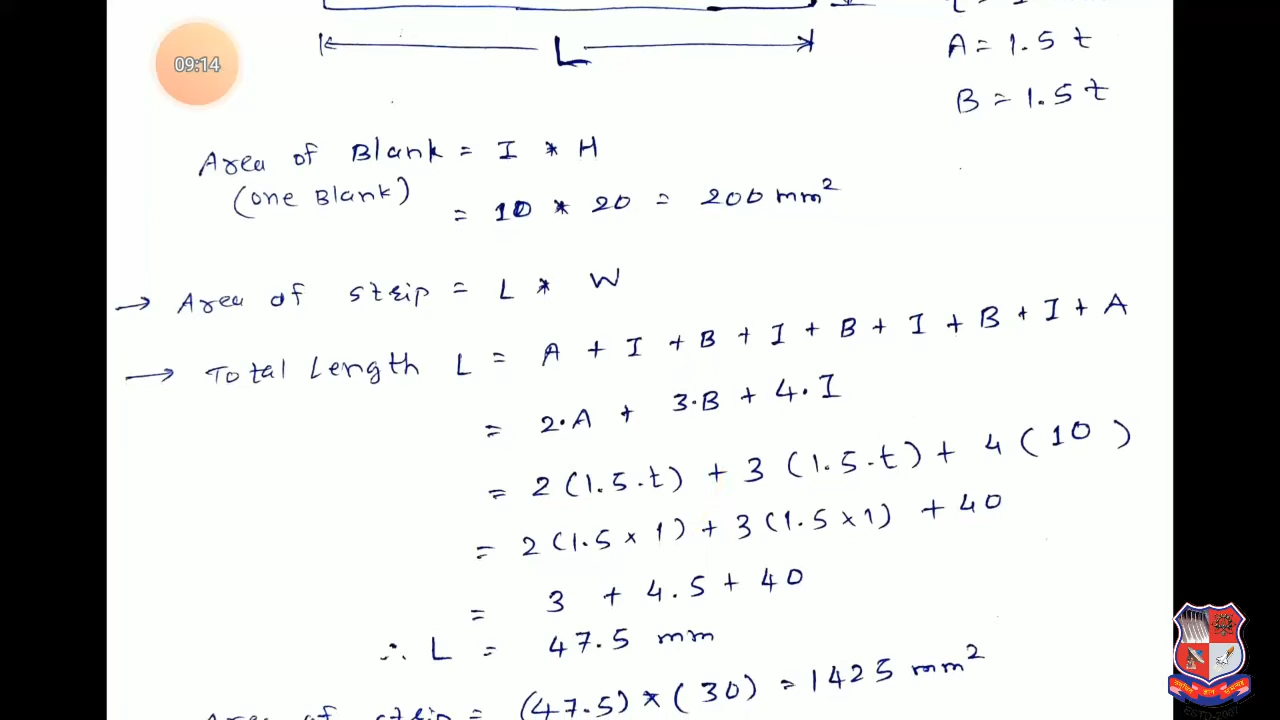 A = 1.5 t
L
09:14
B = 1.5 t
Area of Blank = I * H
(one Blank)
= 10 * 20 = 200 mm²
→ Area of strip = L * W
→ Total Length L = A + I + B + I + B + I + B + I + A
= 2.A + 3.B + 4.I
= 2(1.5.t) + 3(1.5.t) + 4(10)
= 2(1.5 × 1) + 3(1.5 × 1) + 40
= 3 + 4.5 + 40
∴ L = 47.5 mm
= (47.5) * (30) = 1425 mm²